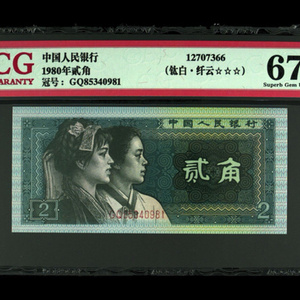 CG
WARRANTY
中国人民银行
1980年贰角
冠号：GQ85340981
12707366
（钛白·纤云☆☆☆）
67
Superb Gem
中国人民银行
贰角
2
GQ85340981
2